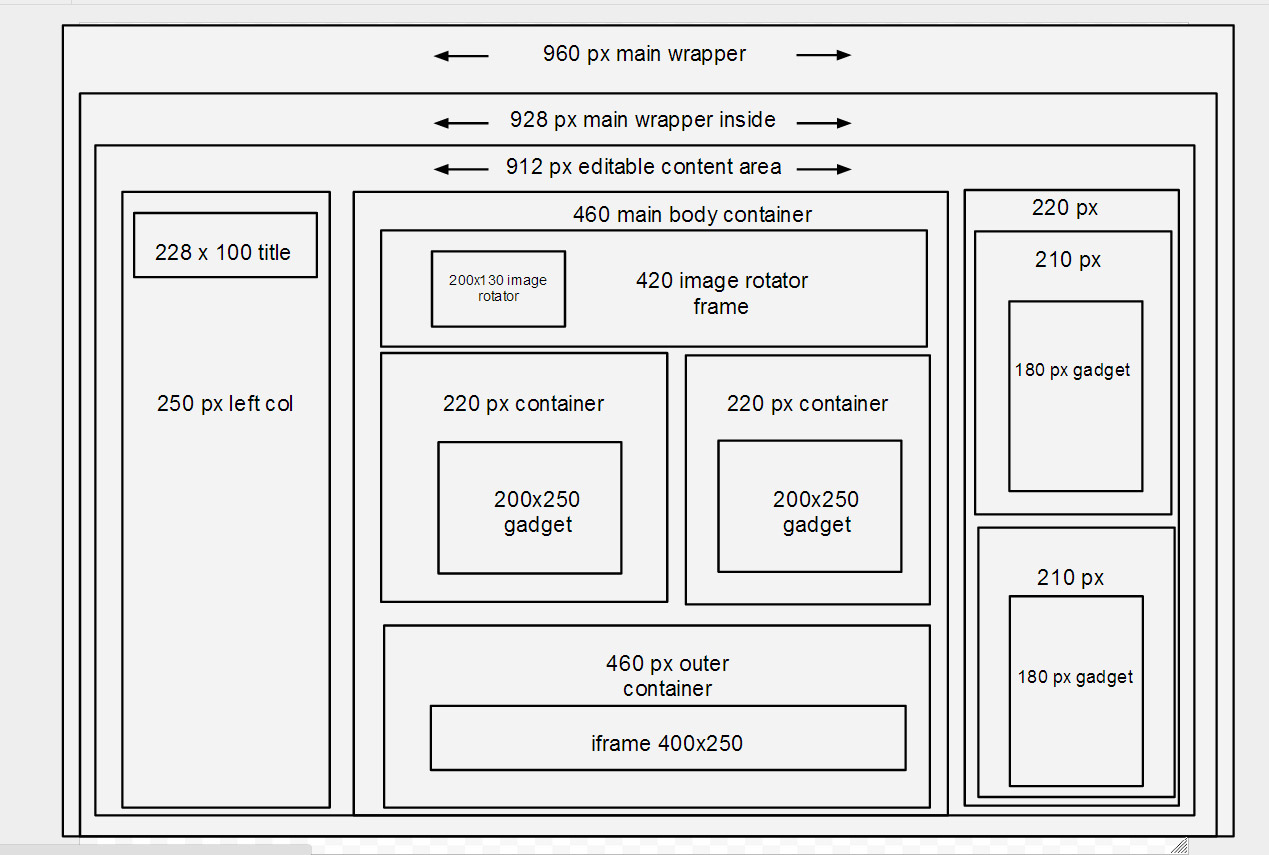 960 px main wrapper
928 px main wrapper inside
912 px editable content area
228 x 100 title
250 px left col
460 main body container
200x130 image
rotator
420 image rotator
frame
220 px container
200x250
gadget
220 px container
200x250
gadget
460 px outer
container
iframe 400x250
220 px
210 px
180 px gadget
210 px
180 px gadget